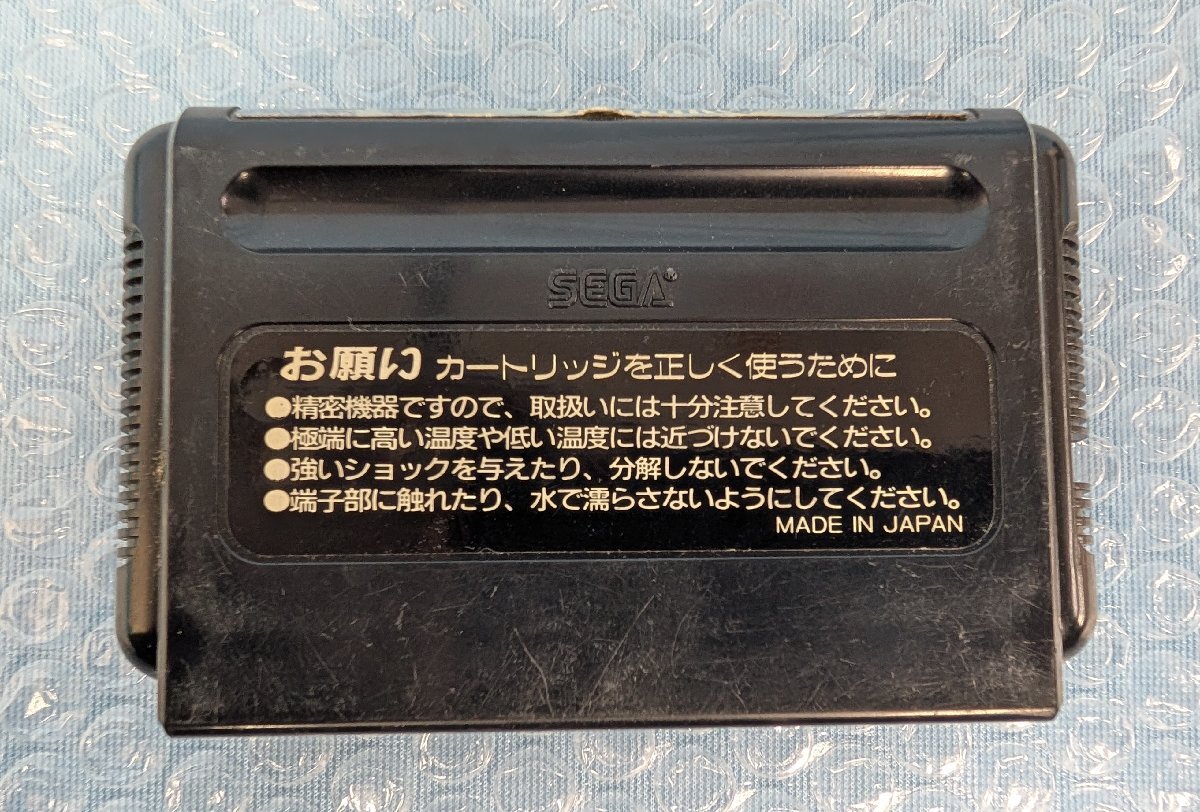 SEGA®
お願い カートリッジを正しく使うために
●精密機器ですので、取扱いには十分注意してください。
●極端に高い温度や低い温度には近づけないでください。
●強いショックを与えたり、分解しないでください。
●端子部に触れたり、水で濡らさないようにしてください。
MADE IN JAPAN